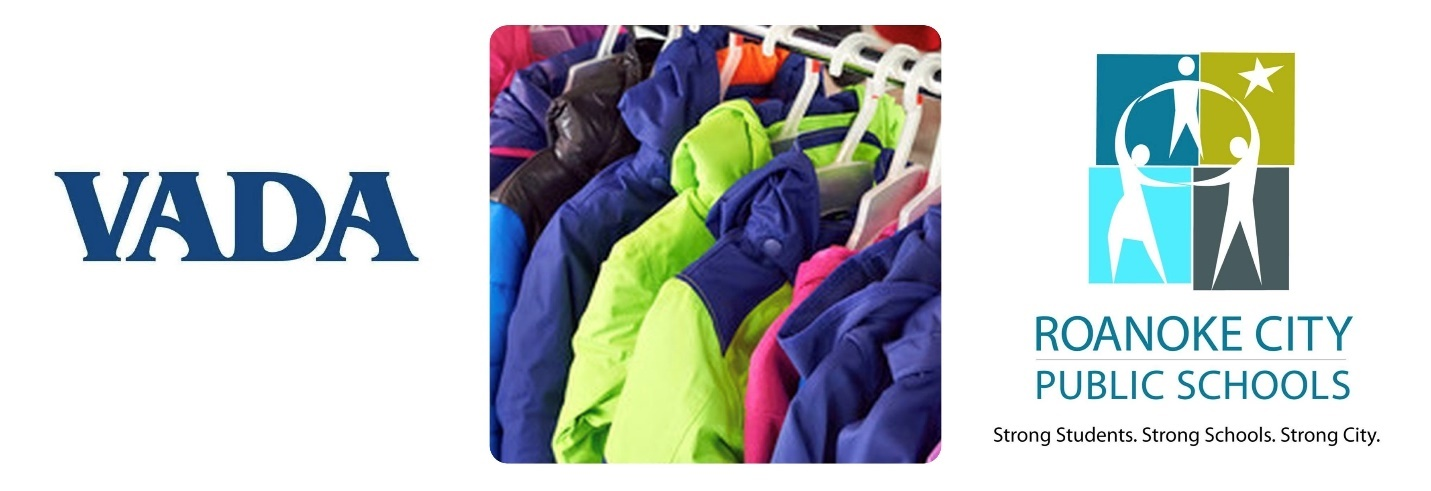 VADA
ROANOKE CITY
PUBLIC SCHOOLS
Strong Students. Strong Schools. Strong City.